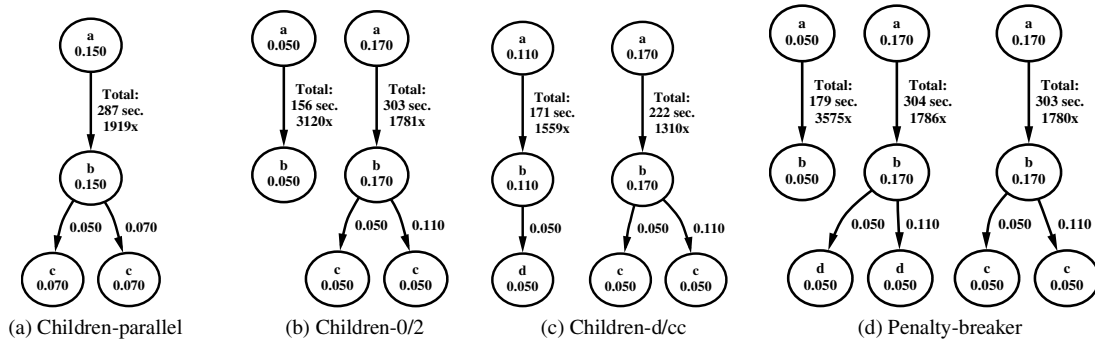 a
0.150
Total:
287 sec.
1919x
b
0.150
0.050
0.070
c
0.070
c
0.070
(a) Children-parallel
a
0.050
Total:
156 sec.
3120x
b
0.050
a
0.170
Total:
303 sec.
1781x
b
0.170
0.050
0.110
c
0.050
c
0.050
(b) Children-0/2
a
0.110
Total:
171 sec.
1559x
b
0.110
0.050
d
0.050
a
0.170
Total:
222 sec.
1310x
b
0.170
0.050
0.110
c
0.050
c
0.050
(c) Children-d/cc
a
0.050
Total:
179 sec.
3575x
b
0.050
a
0.170
Total:
304 sec.
1786x
b
0.170
0.050
0.110
d
0.050
d
0.050
a
0.170
Total:
303 sec.
1780x
b
0.170
0.050
0.110
c
0.050
c
0.050
(d) Penalty-breaker